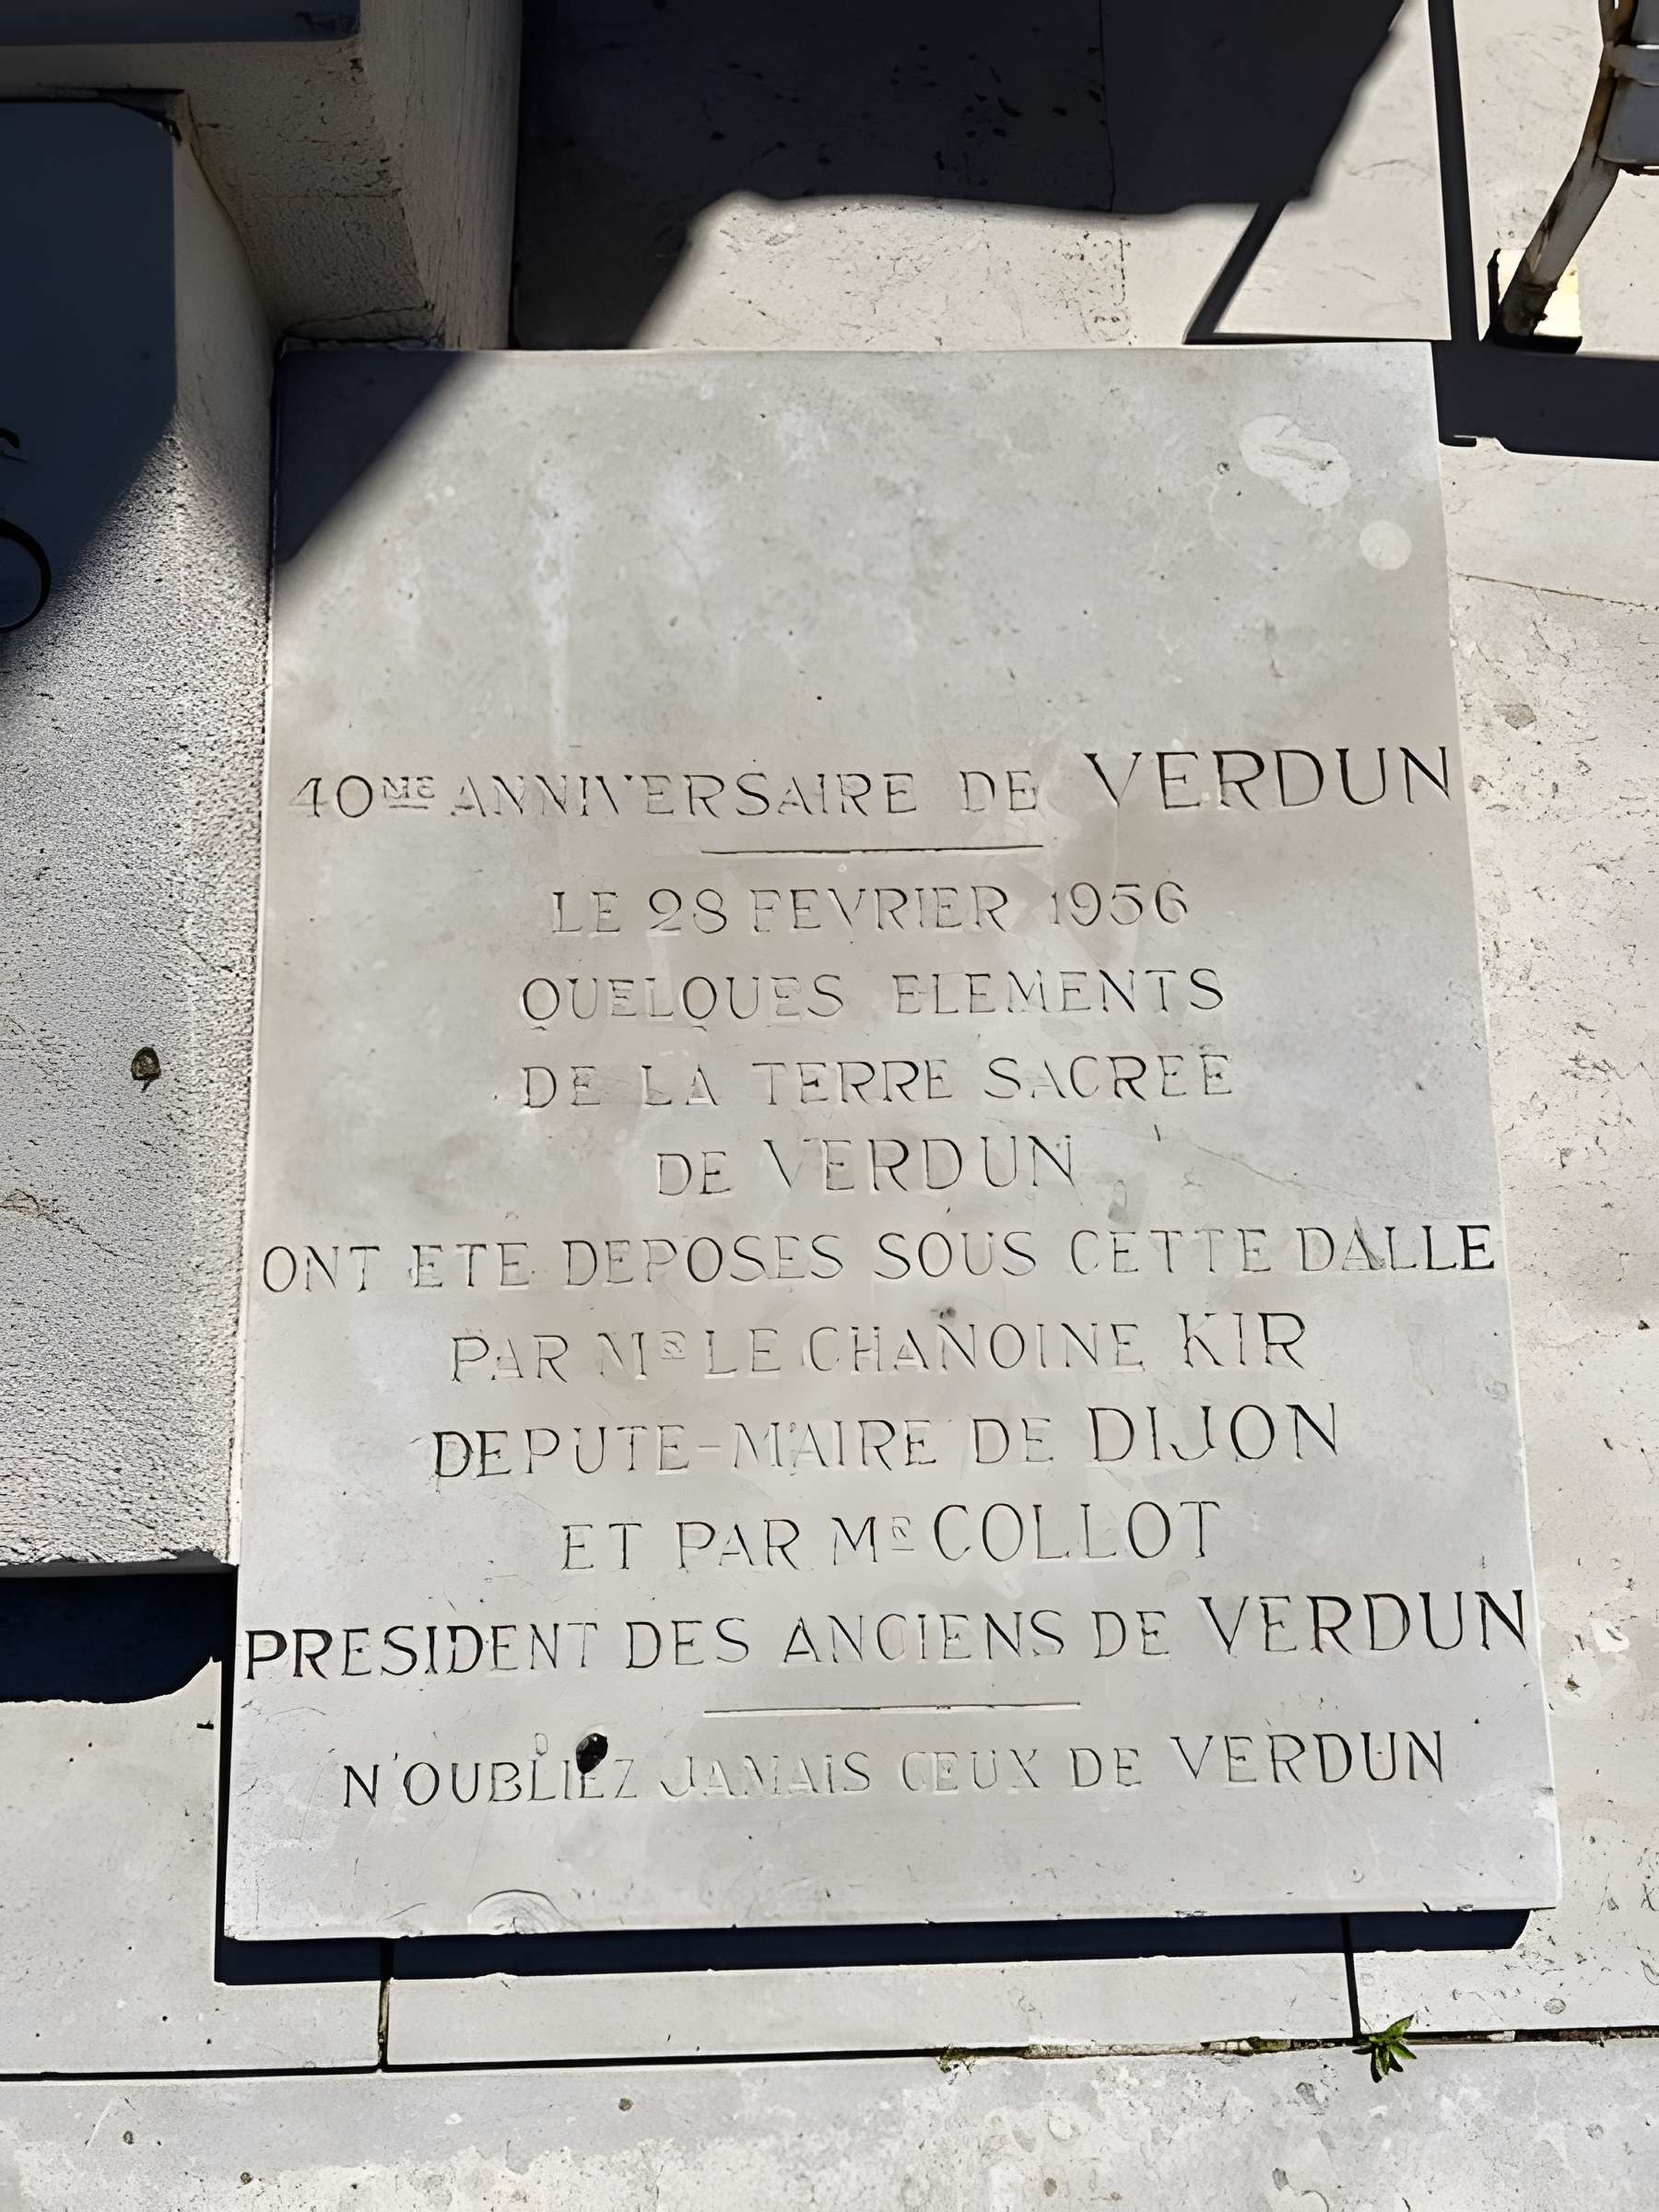 40ME ANNIVERSAIRE DE VERDUN
LE 28 FEVRIER 1956
QUELQUES ELEMENTS
DE LA TERRE SACREE
DE VERDUN
ONT ETE DEPOSES SOUS CETTE DALLE
PAR MR LE CHANOINE KIR
DEPUTE-MAIRE DE DIJON
ET PAR MR COLLOT
PRESIDENT DES ANCIENS DE VERDUN
N'OUBLIEZ JAMAIS CEUX DE VERDUN